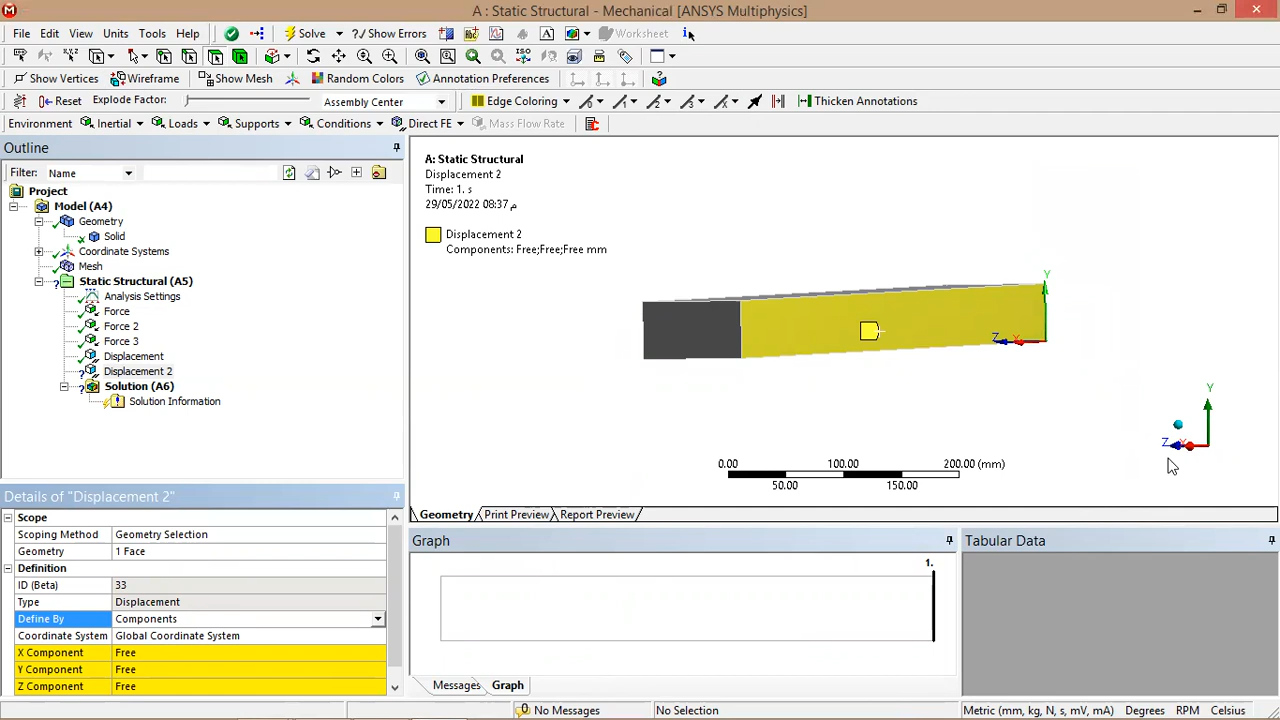 A : Static Structural - Mechanical [ANSYS Multiphysics]
File Edit View Units Tools Help Solve Show Errors Worksheet
Show Vertices Wireframe Show Mesh Random Colors Annotation Preferences
Reset Explode Factor: Assembly Center Edge Coloring Thicken Annotations
Environment Inertial Loads Supports Conditions Direct FE Mass Flow Rate
Outline
Filter: Name
Project
Model (A4)
Geometry
Solid
Coordinate Systems
Mesh
Static Structural (A5)
Analysis Settings
Force
Force 2
Force 3
Displacement
Displacement 2
Solution (A6)
Solution Information
Details of "Displacement 2"
Scope
Scoping Method Geometry Selection
Geometry 1 Face
Definition
ID (Beta) 33
Type Displacement
Define By Components
Coordinate System Global Coordinate System
X Component Free
Y Component Free
Z Component Free
A: Static Structural
Displacement 2
Time: 1. s
29/05/2022 08:37 م
Displacement 2
Components: Free;Free;Free mm
Y
Z X
Y
Z X
0.00 100.00 200.00 (mm)
50.00 150.00
Geometry Print Preview Report Preview
Graph
1.
Messages Graph
Tabular Data
0 No Messages No Selection Metric (mm, kg, N, s, mV, mA) Degrees RPM Celsius